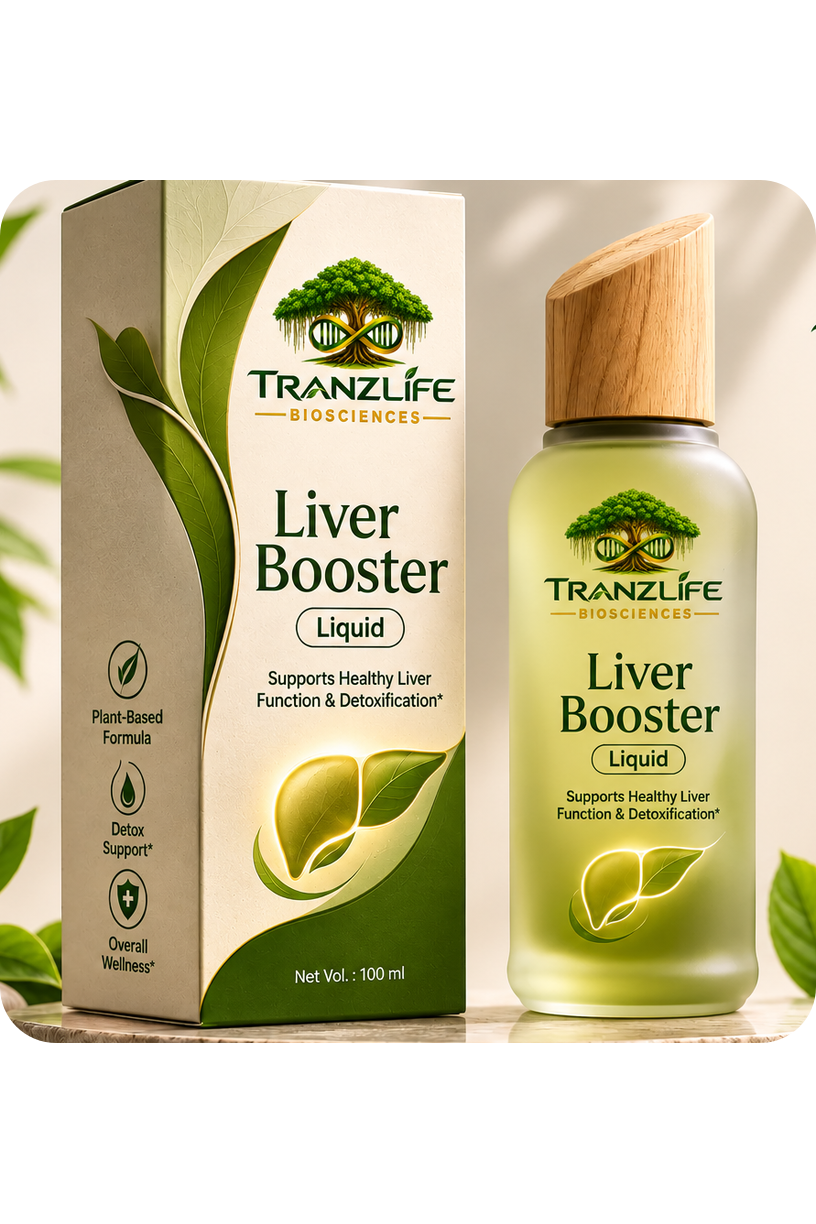 TRANZLIFE
BIOSCIENCES
Liver
Booster
Liquid
Supports Healthy Liver
Function & Detoxification*
Plant-Based
Formula
Detox
Support*
Overall
Wellness*
Net Vol. : 100 ml
TRANZLIFE
BIOSCIENCES
Liver
Booster
Liquid
Supports Healthy Liver
Function & Detoxification*